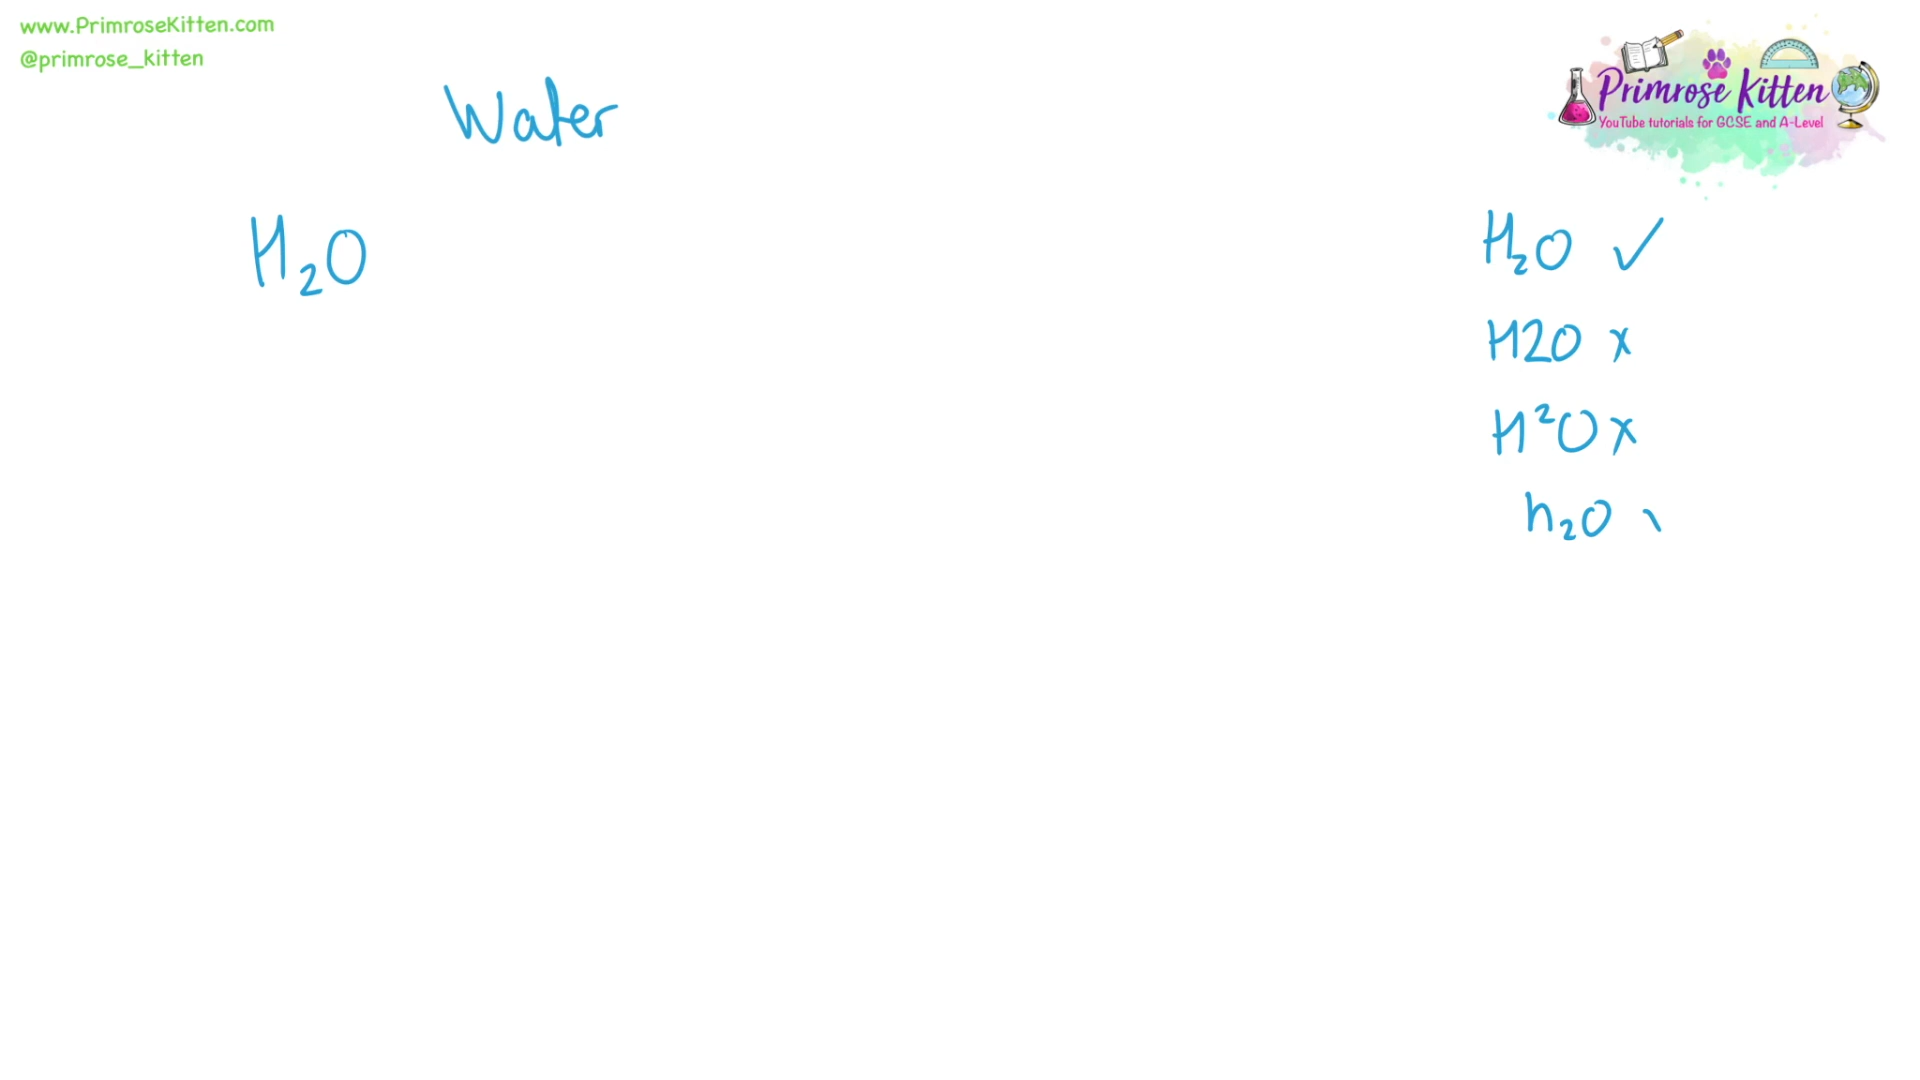 www.PrimroseKitten.com
@primrose_kitten
Primrose Kitten
YouTube tutorials for GCSE and A-Level
Water
H₂O
H₂O ✓
H2O x
H²O x
h₂O \